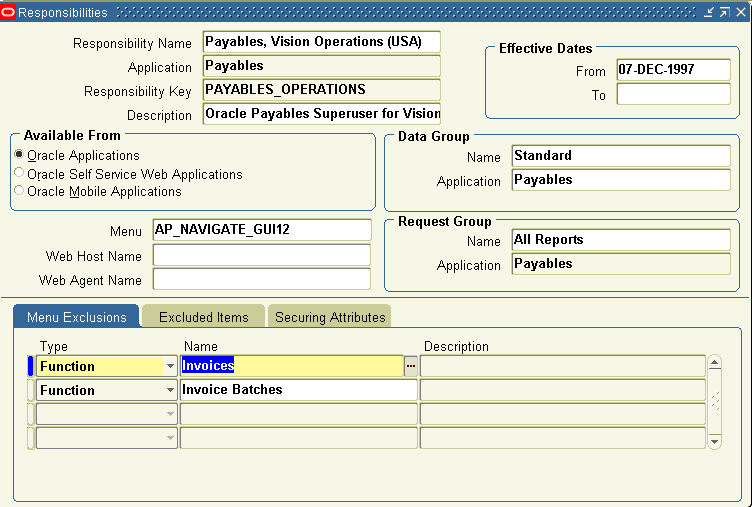 Responsibilities
Responsibility Name Payables, Vision Operations (USA)
Application Payables
Responsibility Key PAYABLES_OPERATIONS
Description Oracle Payables Superuser for Vision
Effective Dates
From 07-DEC-1997
To
Available From
Oracle Applications
Oracle Self Service Web Applications
Oracle Mobile Applications
Data Group
Name Standard
Application Payables
Menu AP_NAVIGATE_GUI12
Web Host Name
Web Agent Name
Request Group
Name All Reports
Application Payables
Menu Exclusions Excluded Items Securing Attributes
Type Name Description
Function Invoices ...
Function Invoice Batches